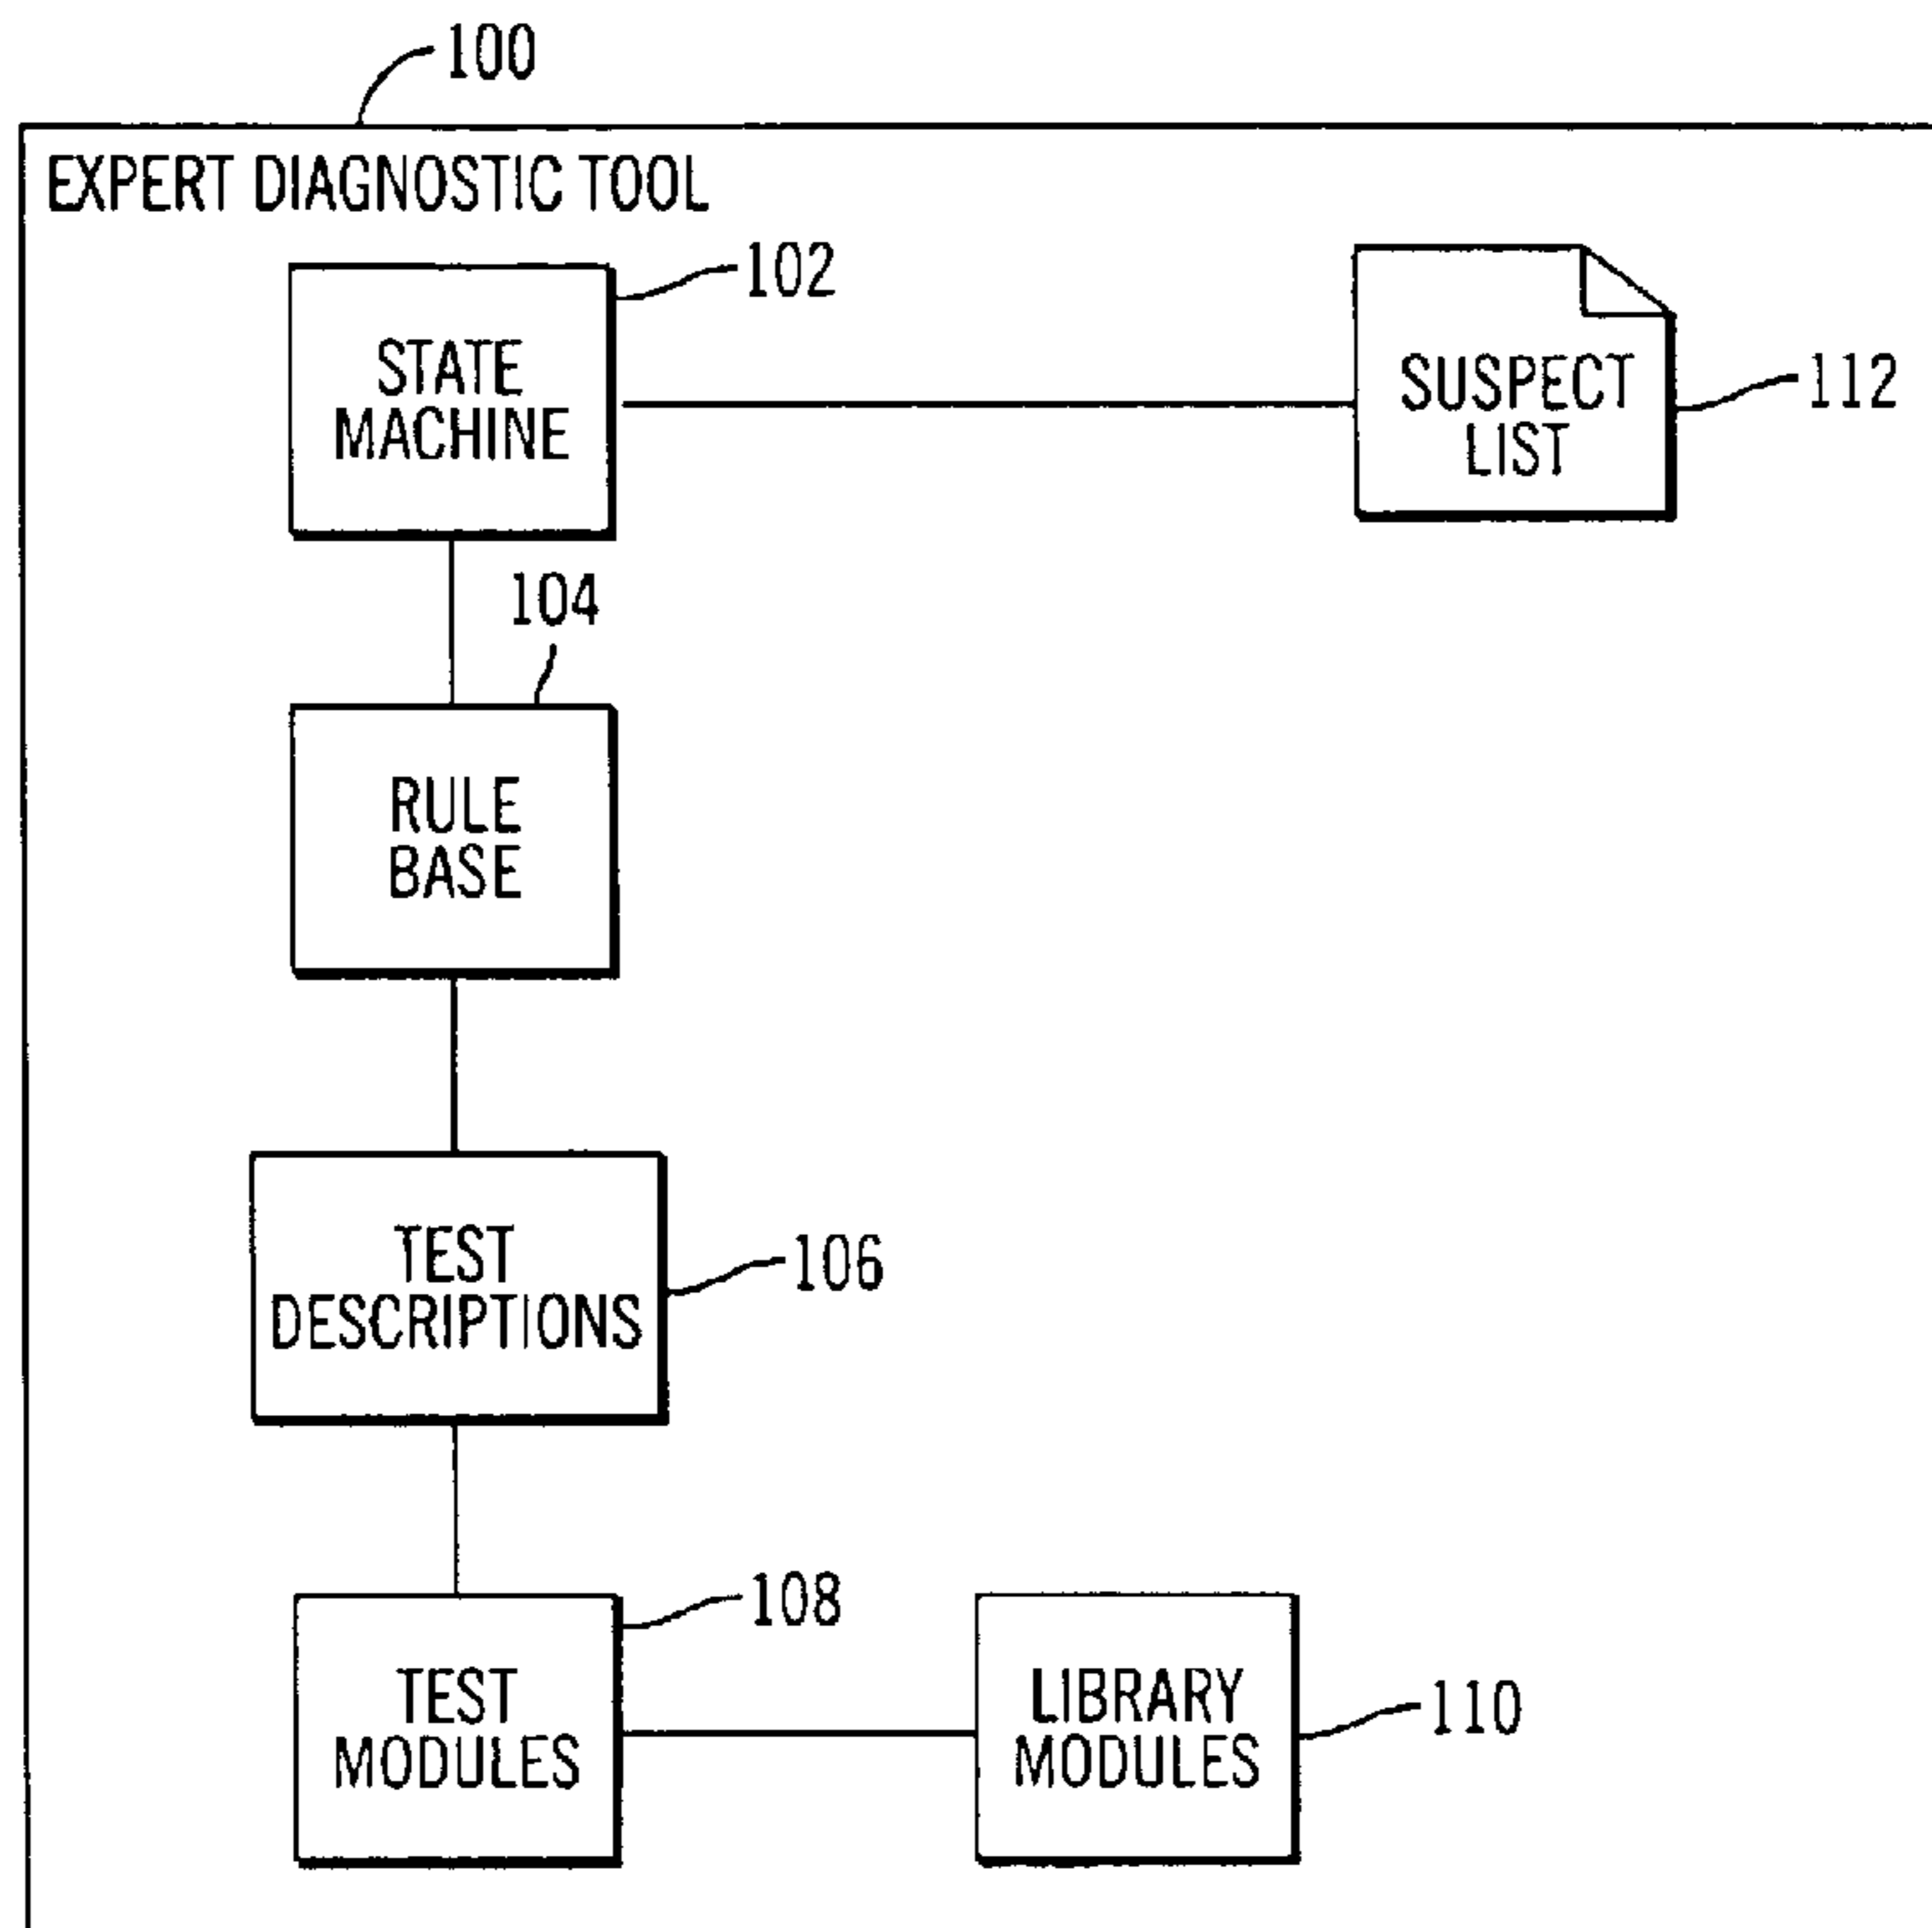 100
EXPERT DIAGNOSTIC TOOL
102
STATE
MACHINE
SUSPECT
LIST
112
104
RULE
BASE
TEST
DESCRIPTIONS
106
108
TEST
MODULES
LIBRARY
MODULES
110